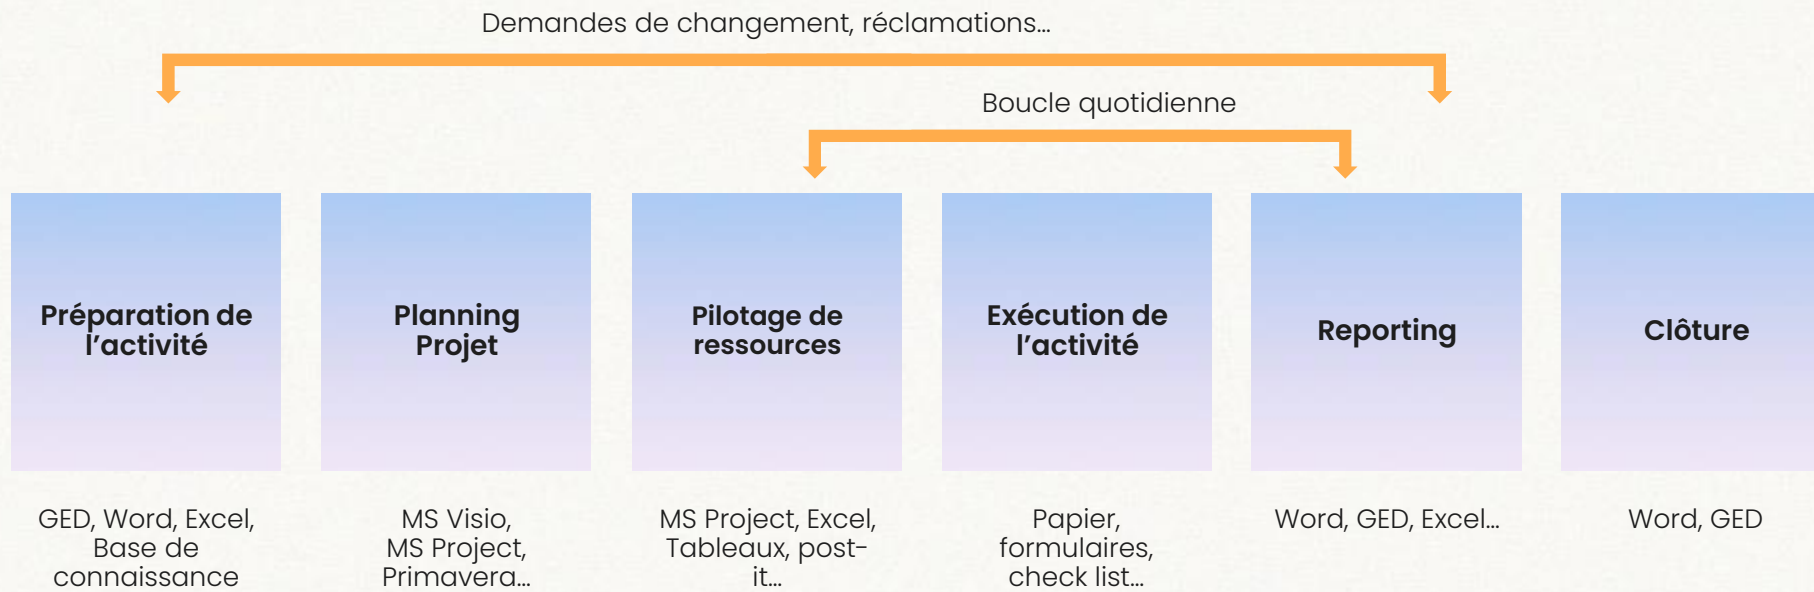 Demandes de changement, réclamations…
Boucle quotidienne
Préparation de
l’activité
Planning
Projet
Pilotage de
ressources
Exécution de
l’activité
Reporting
Clôture
GED, Word, Excel,
Base de
connaissance
MS Visio,
MS Project,
Primavera…
MS Project, Excel,
Tableaux, post-
it…
Papier,
formulaires,
check list…
Word, GED, Excel…
Word, GED